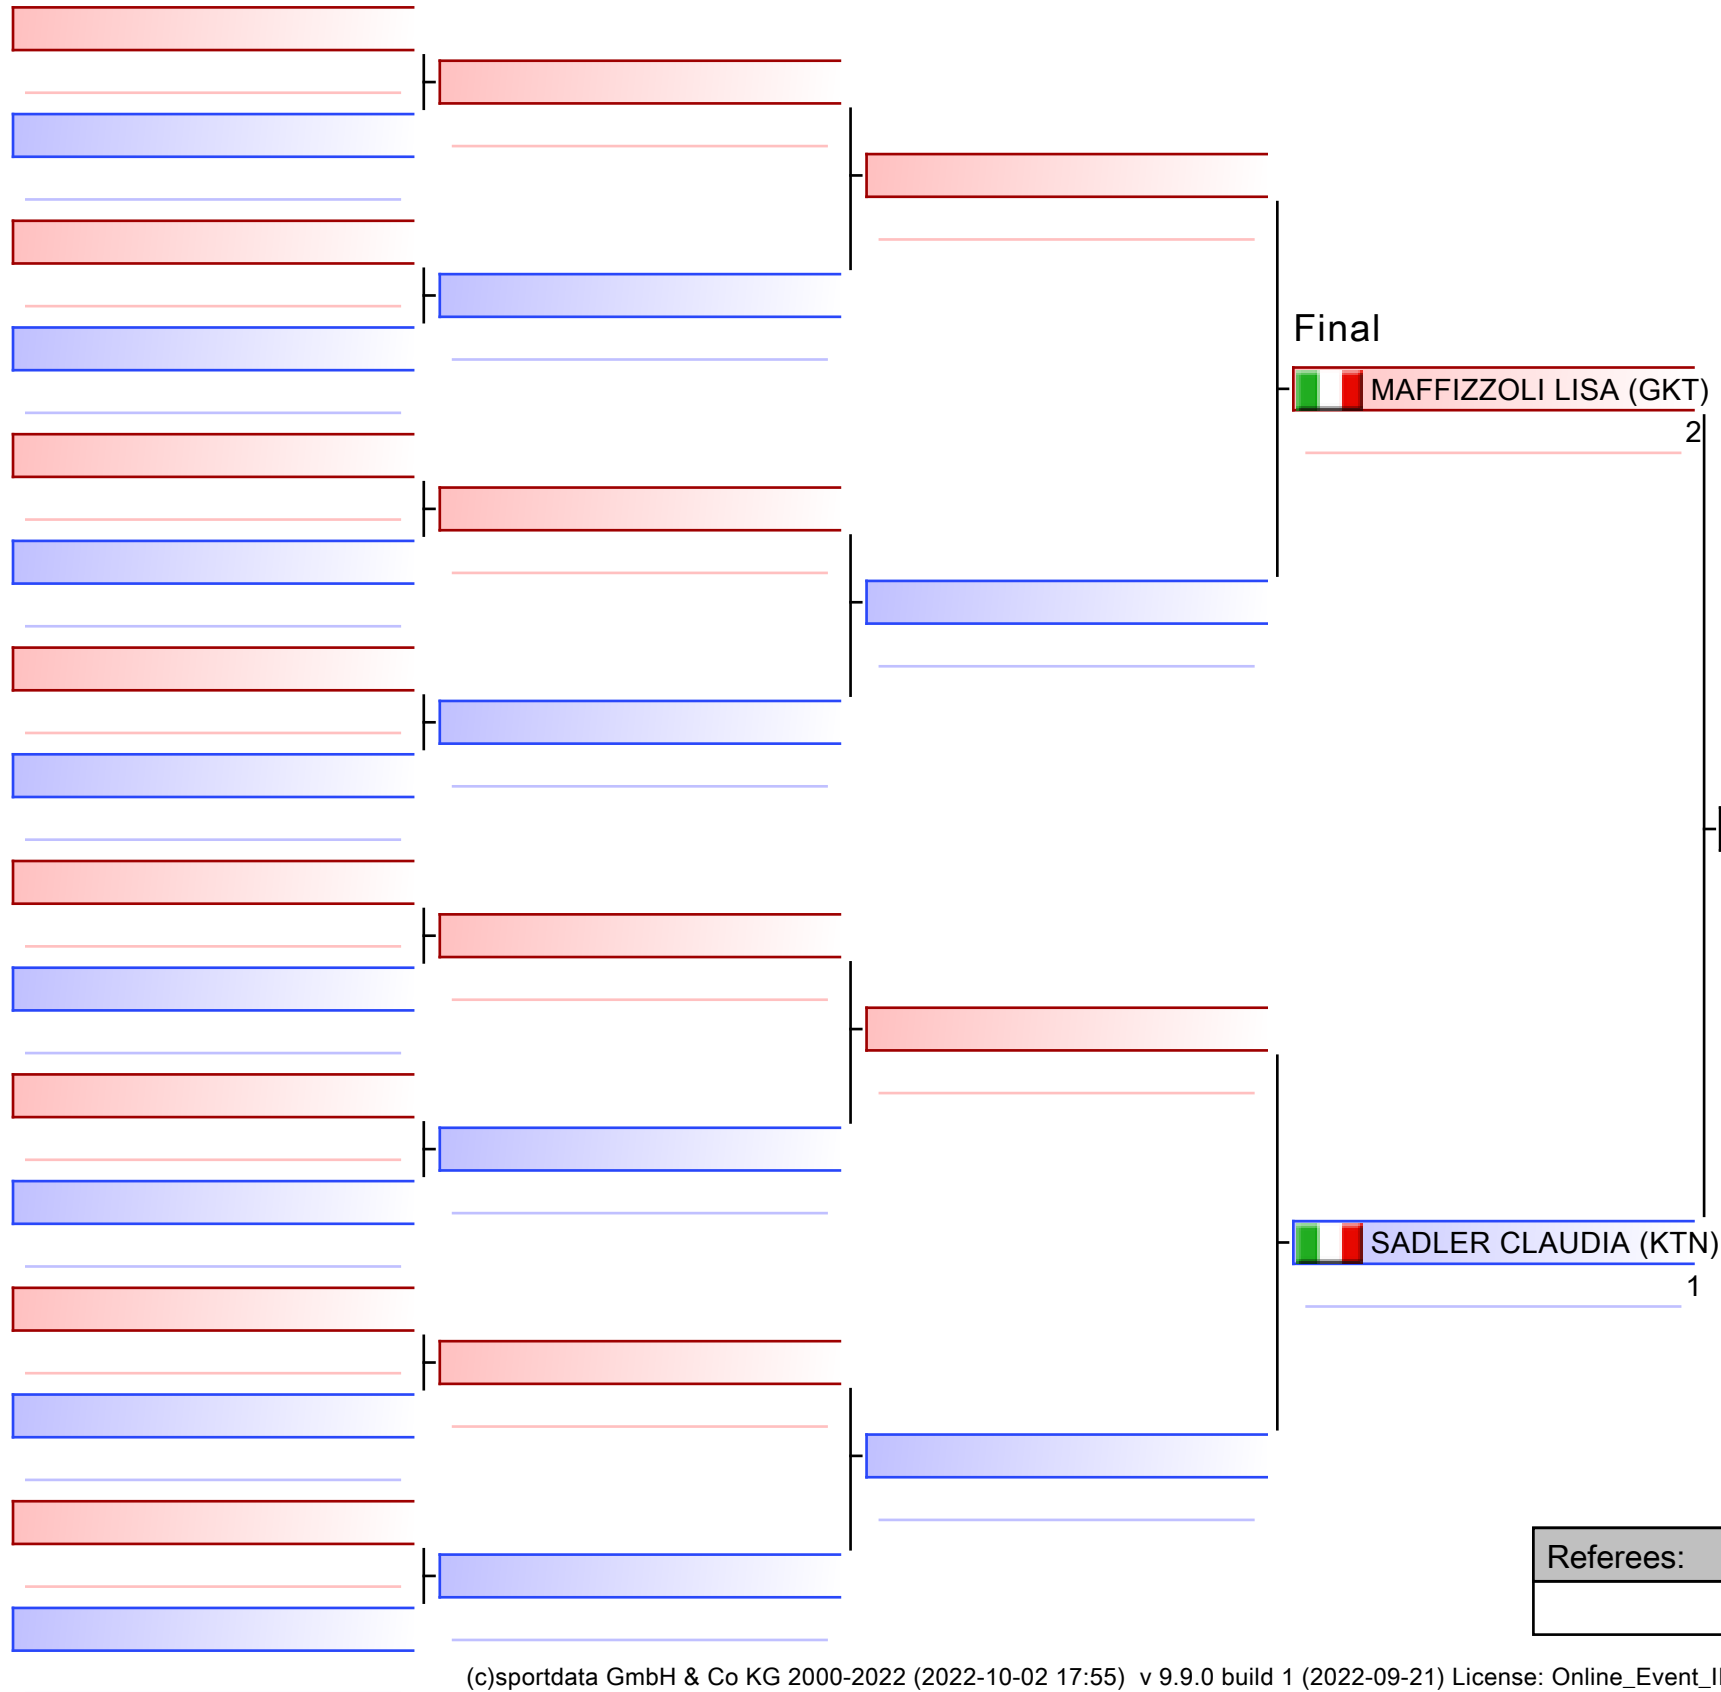 Final
MAFFIZZOLI LISA (GKT)
2
SADLER CLAUDIA (KTN)
1
Referees:
(c)sportdata GmbH & Co KG 2000-2022 (2022-10-02 17:55) v 9.9.0 build 1 (2022-09-21) License: Online_Event_I